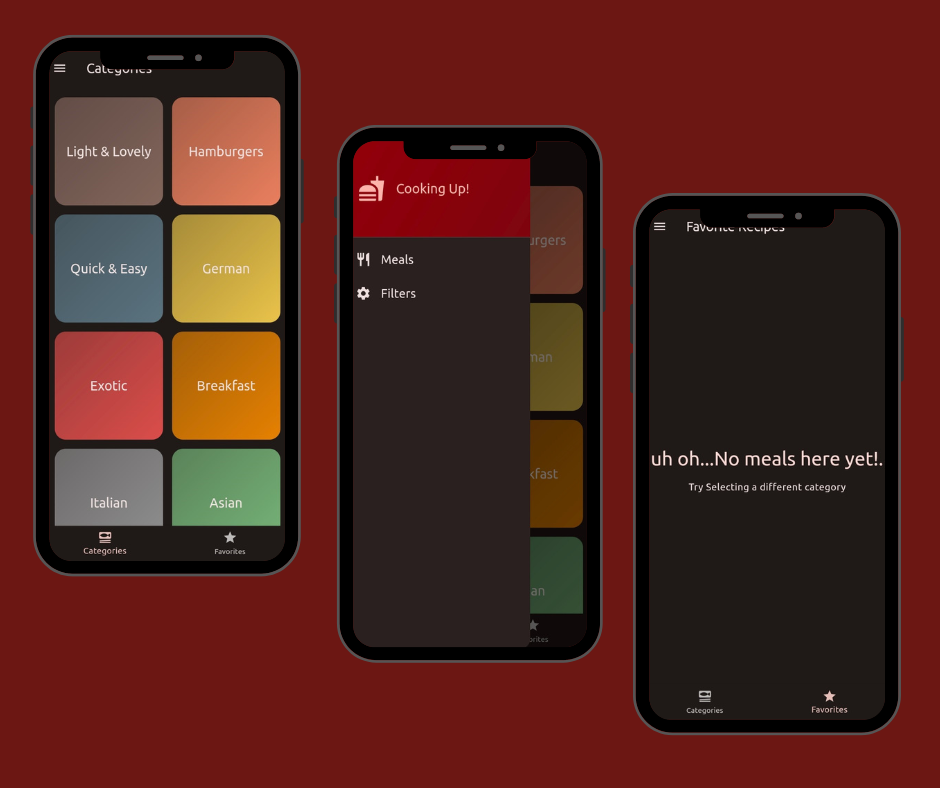 Categories
Light & Lovely
Hamburgers
Quick & Easy
German
Exotic
Breakfast
Italian
Asian
Categories
Favorites
Cooking Up!
Meals
Filters
urgers
man
kfast
an
orites
Favorite Recipes
uh oh...No meals here yet!.
Try Selecting a different category
Categories
Favorites